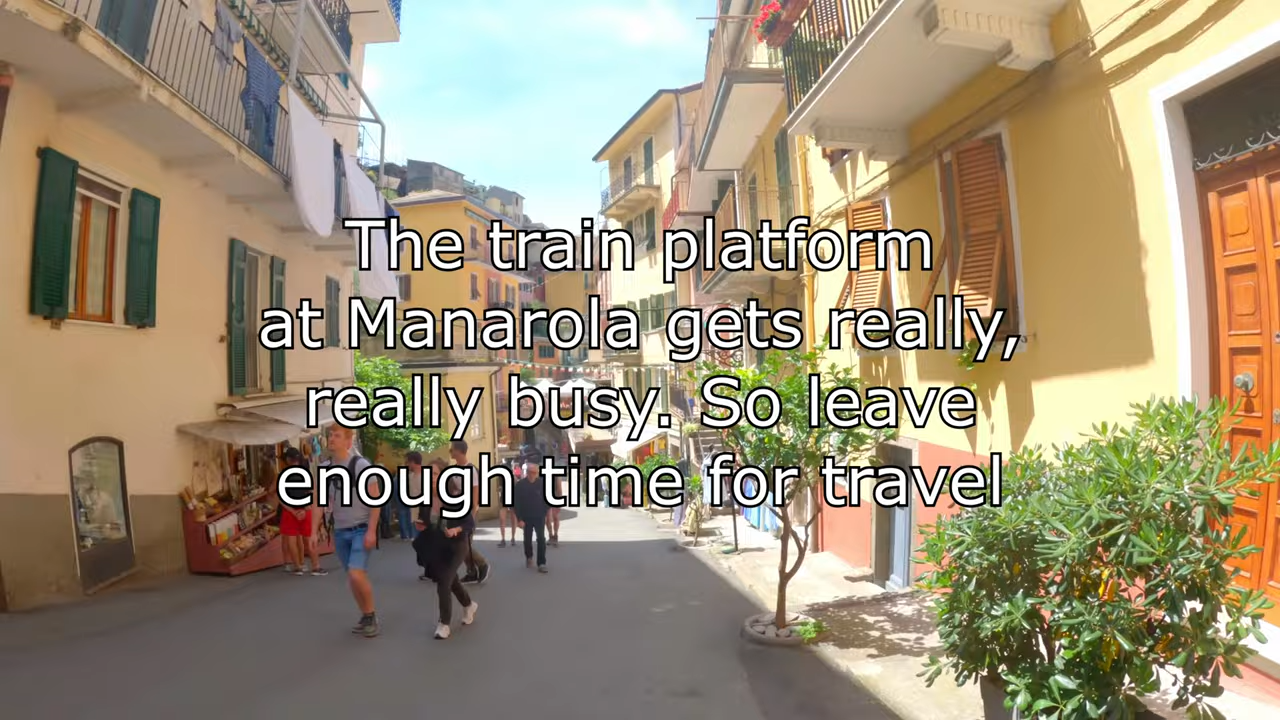 The train platform
at Manarola gets really,
really busy. So leave
enough time for travel